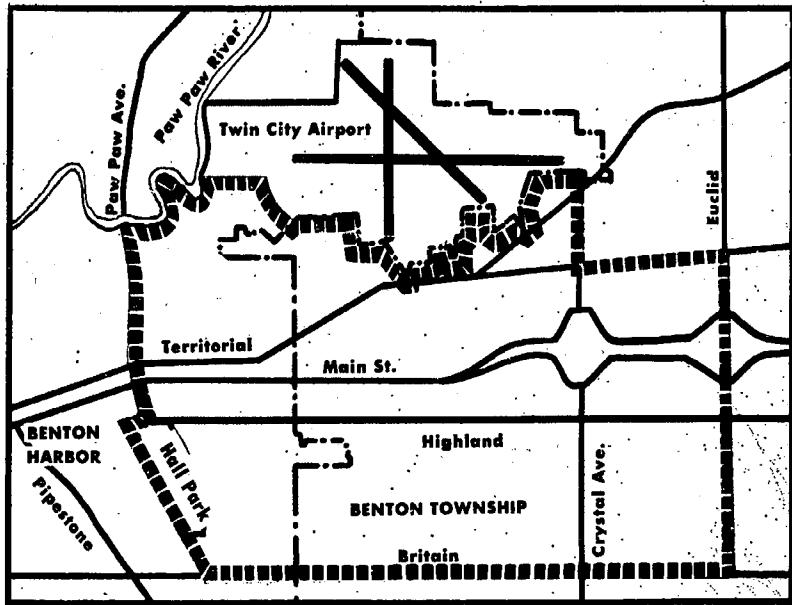 Paw Paw Ave.
Paw Paw River
Twin City Airport
Euclid
Territorial
Main St.
BENTON
HARBOR
Pipestone
Hall Park
Highland
Crystal Ave.
BENTON TOWNSHIP
Britain